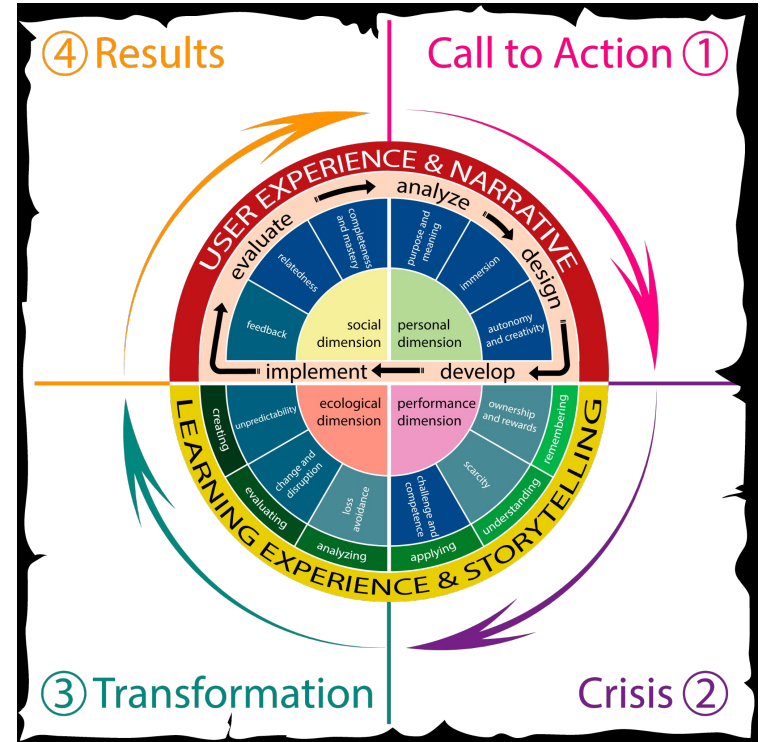 ④ Results
Call to Action ①
USER EXPERIENCE & NARRATIVE
analyze
design
develop
implement
evaluate
completeness
and mastery
relatedness
feedback
purpose and
meaning
immersion
autonomy
and creativity
social
dimension
personal
dimension
ecological
dimension
performance
dimension
unpredictability
change and
disruption
loss
avoidance
challenge and
competence
scarcity
ownership
and rewards
creating
evaluating
analyzing
applying
understanding
remembering
LEARNING EXPERIENCE & STORYTELLING
③ Transformation
Crisis ②